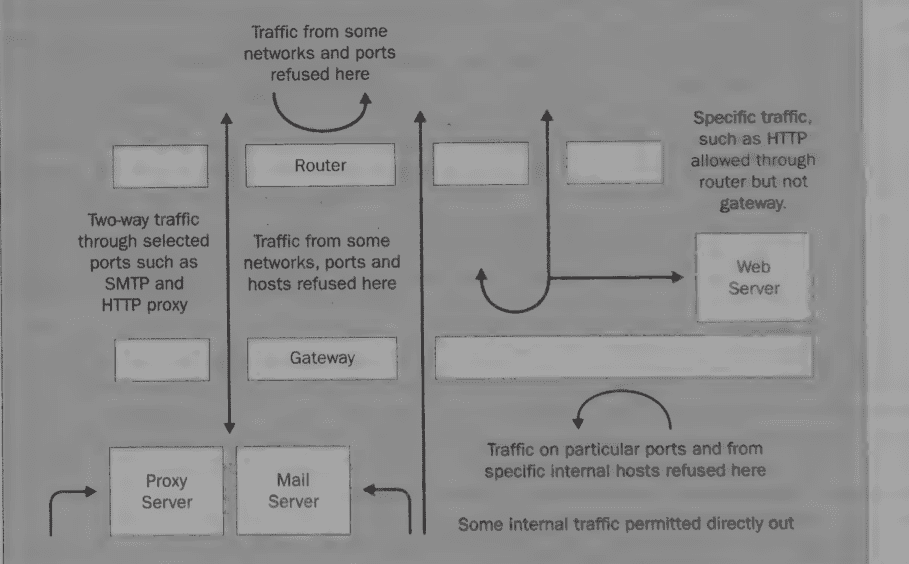 Traffic from some
networks and ports
refused here
Specific traffic,
such as HTTP
allowed through
router but not
gateway.
Router
Two-way traffic
through selected
ports such as
SMTP and
HTTP proxy
Traffic from some
networks, ports and
hosts refused here
Web
Server
Gateway
Traffic on particular ports and from
specific internal hosts refused here
Proxy
Server
Mail
Server
Some internal traffic permitted directly out